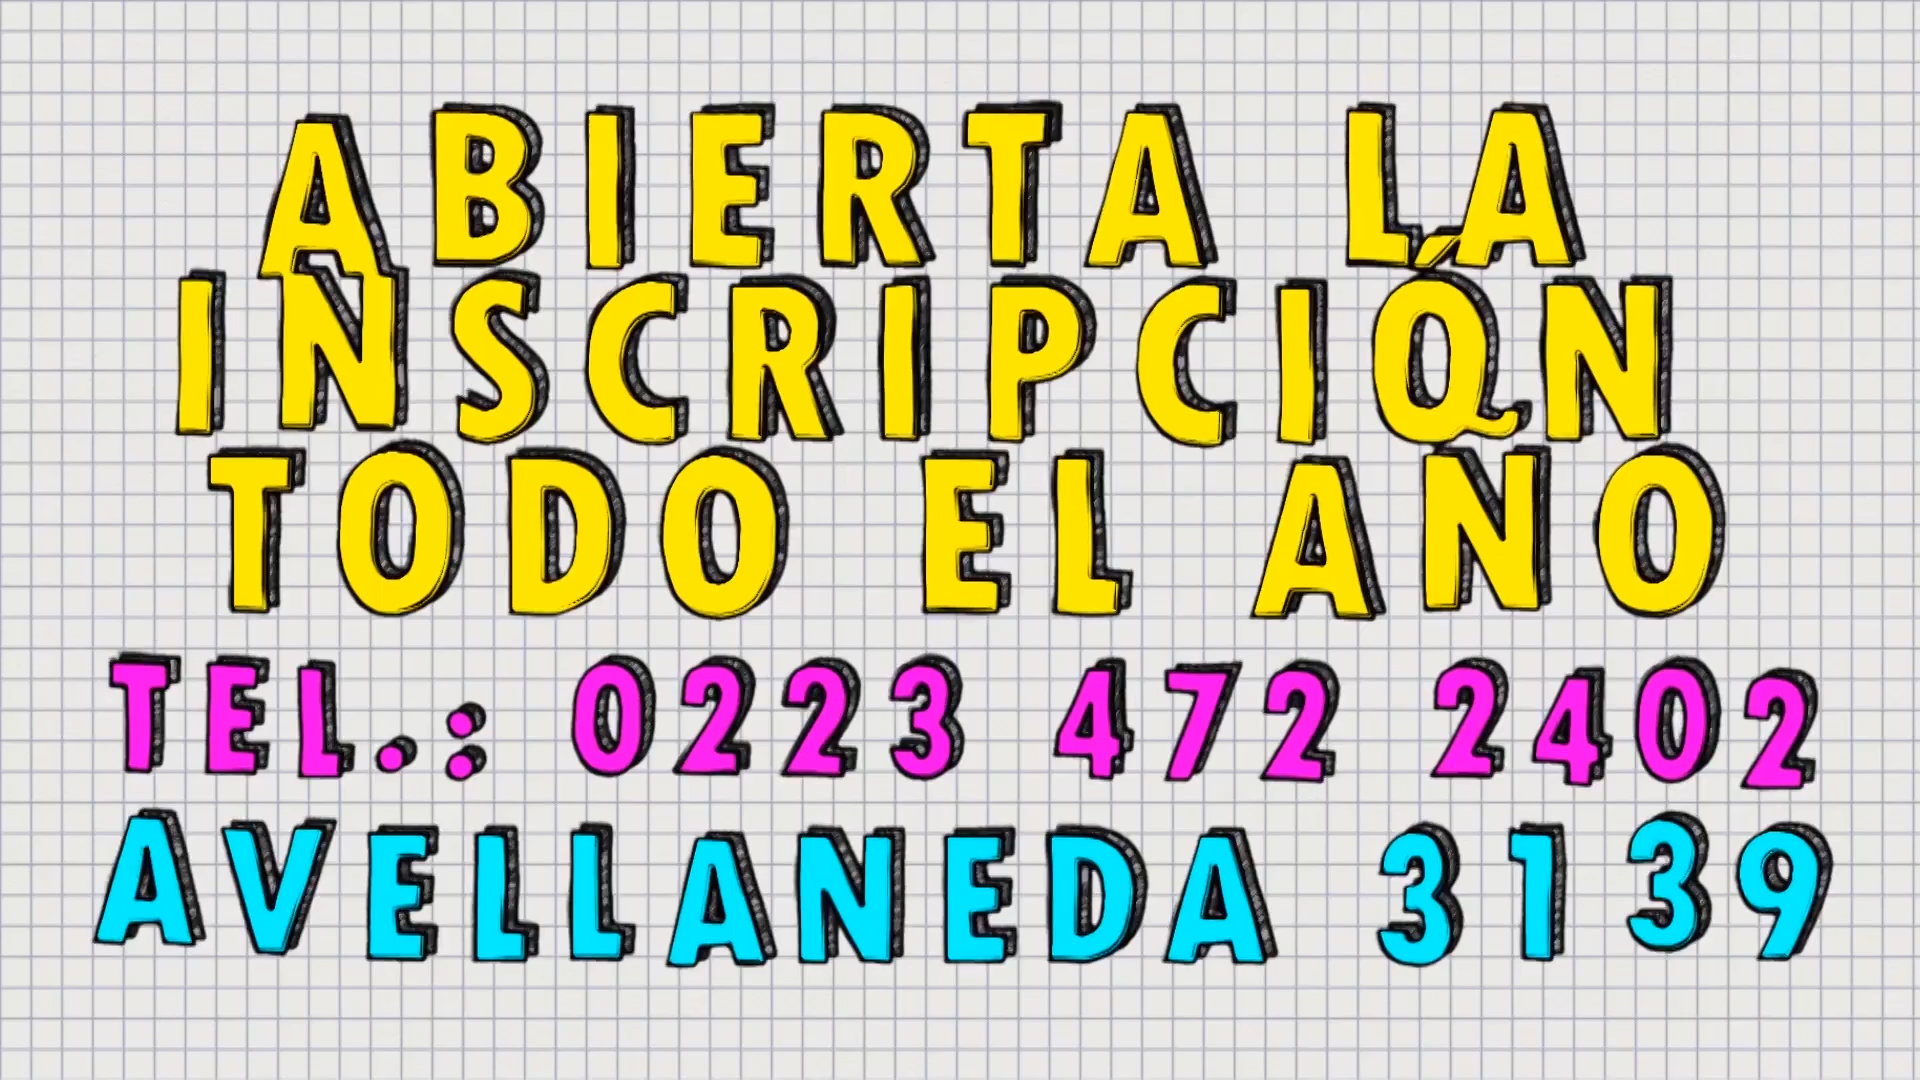 ABIERTA LA
INSCRIPCIÓN
TODO EL AÑO
TEL.: 0223 472 2402
AVELLANEDA 3139